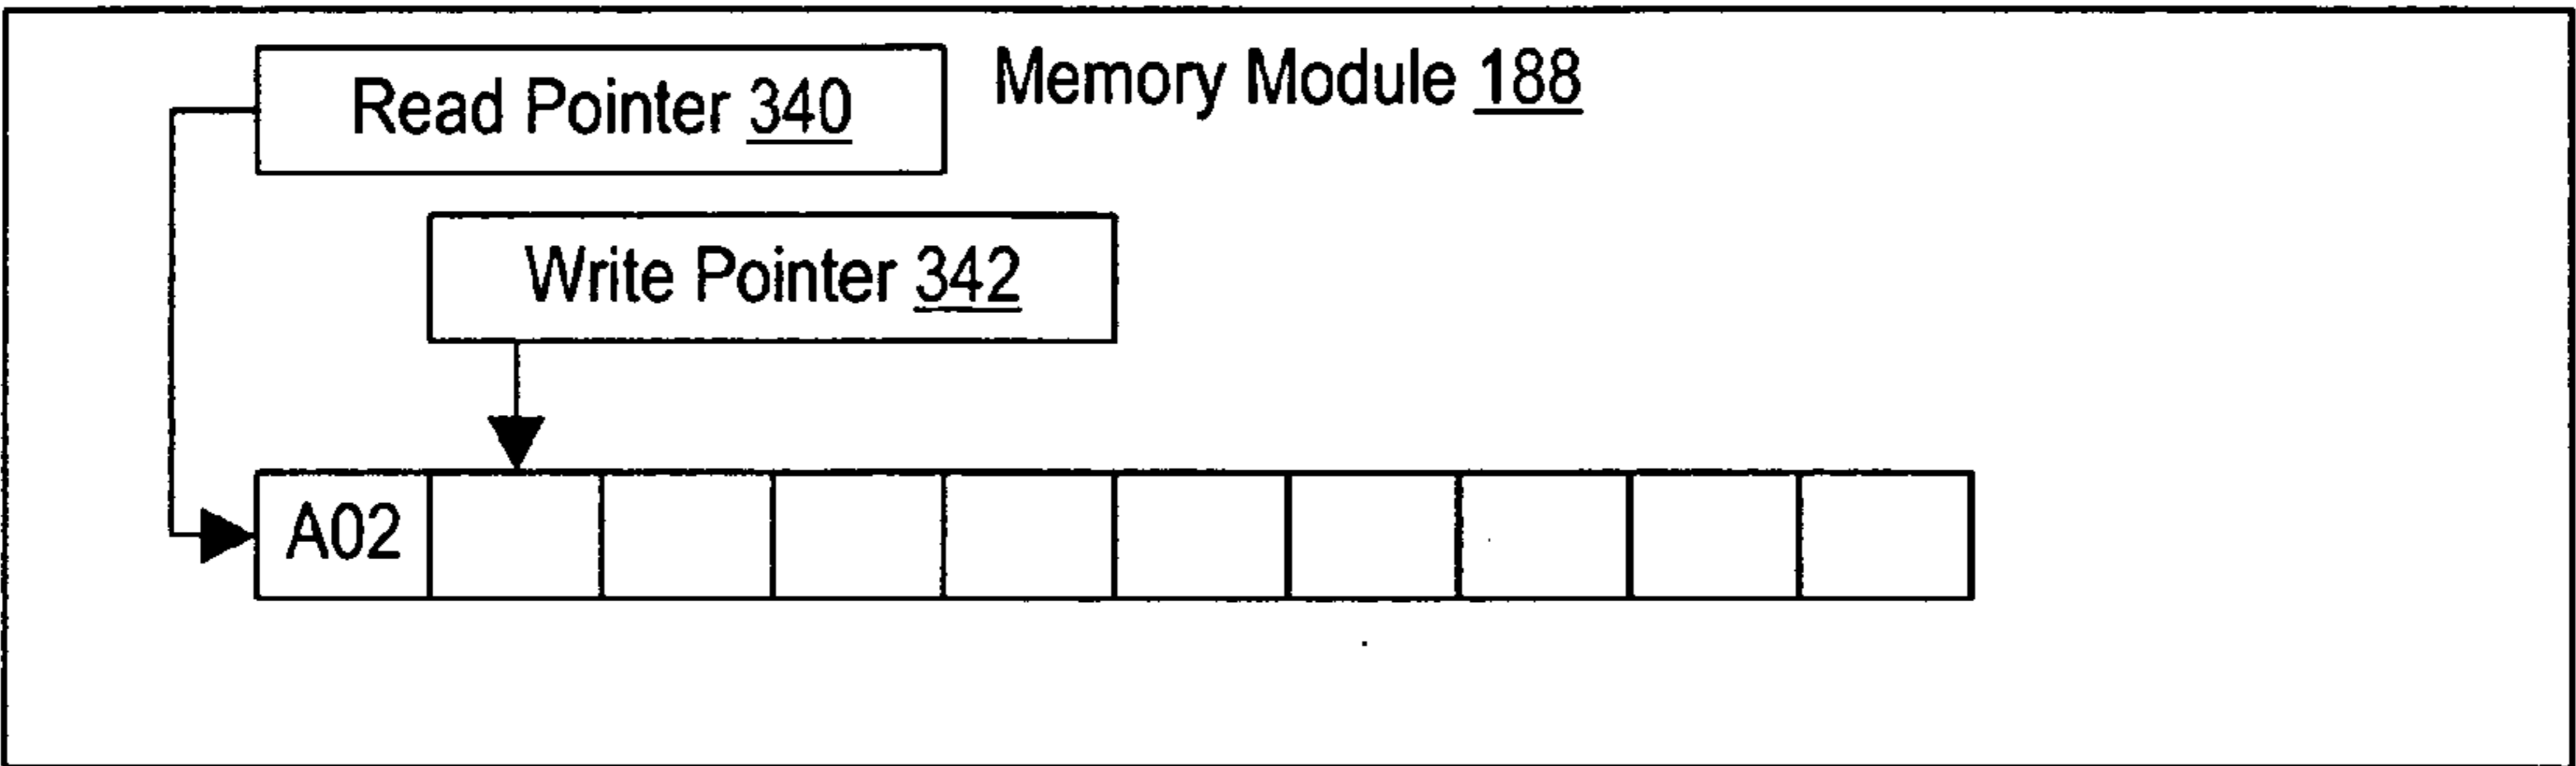 Read Pointer 340
Memory Module 188
Write Pointer 342
A02